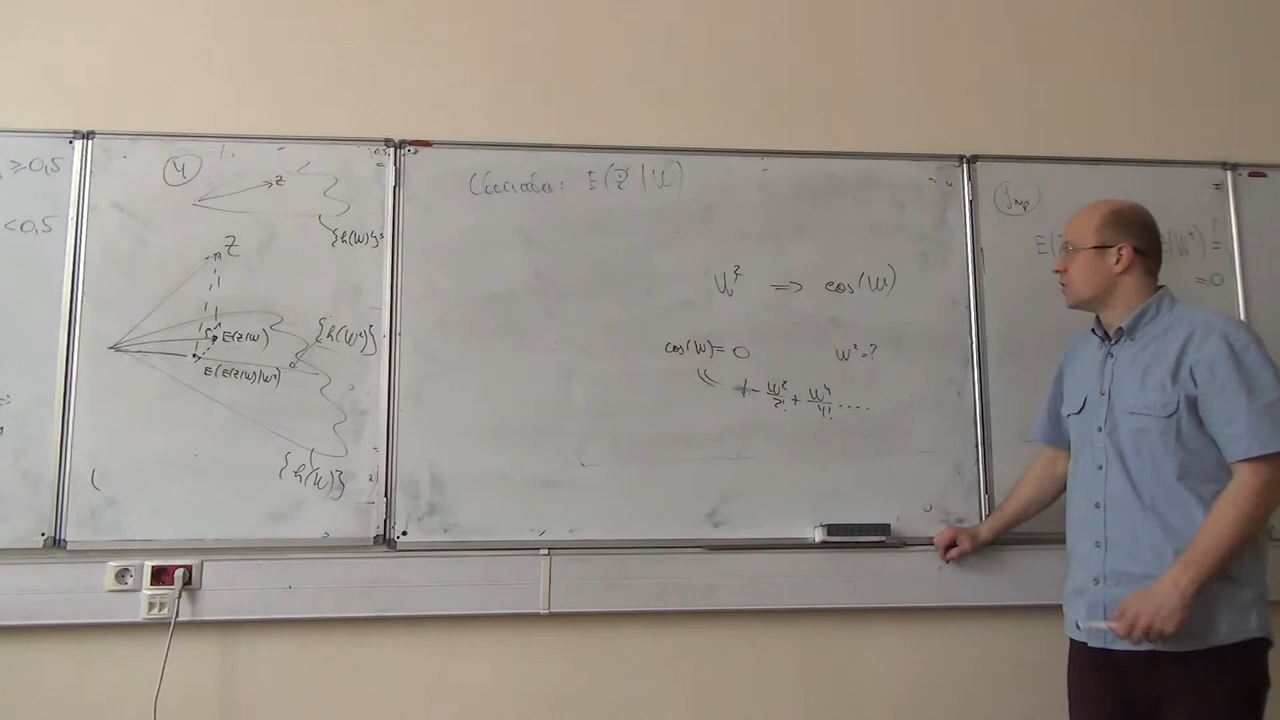 ≥0,5
<0,5
4
Z
{h(W)}
Z
E(Z|W)
{h(W²)}
E(E(Z|W)|W²)
{h(W)}
E(Z|W)
W² ⇒ cos(W)
cos(W)=0
W²=?
1 - W²/2! + W⁴/4! ....
Упр
=0